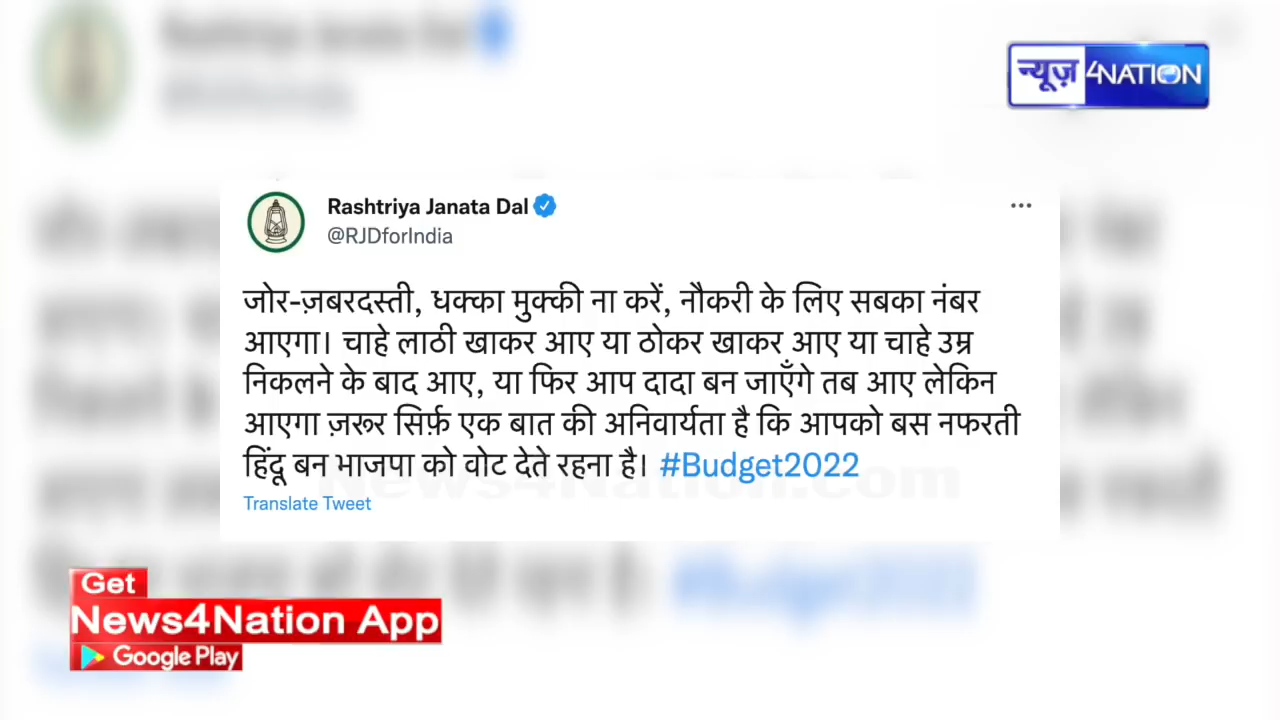 न्यूज़ 4NATION
Rashtriya Janata Dal
@RJDforIndia
जोर-ज़बरदस्ती, धक्का मुक्की ना करें, नौकरी के लिए सबका नंबर
आएगा। चाहे लाठी खाकर आए या ठोकर खाकर आए या चाहे उम्र
निकलने के बाद आए, या फिर आप दादा बन जाएँगे तब आए लेकिन
आएगा ज़रूर सिर्फ़ एक बात की अनिवार्यता है कि आपको बस नफरती
हिंदू बन भाजपा को वोट देते रहना है। #Budget2022
News4Nation.com
Translate Tweet
Get
News4Nation App
Google Play